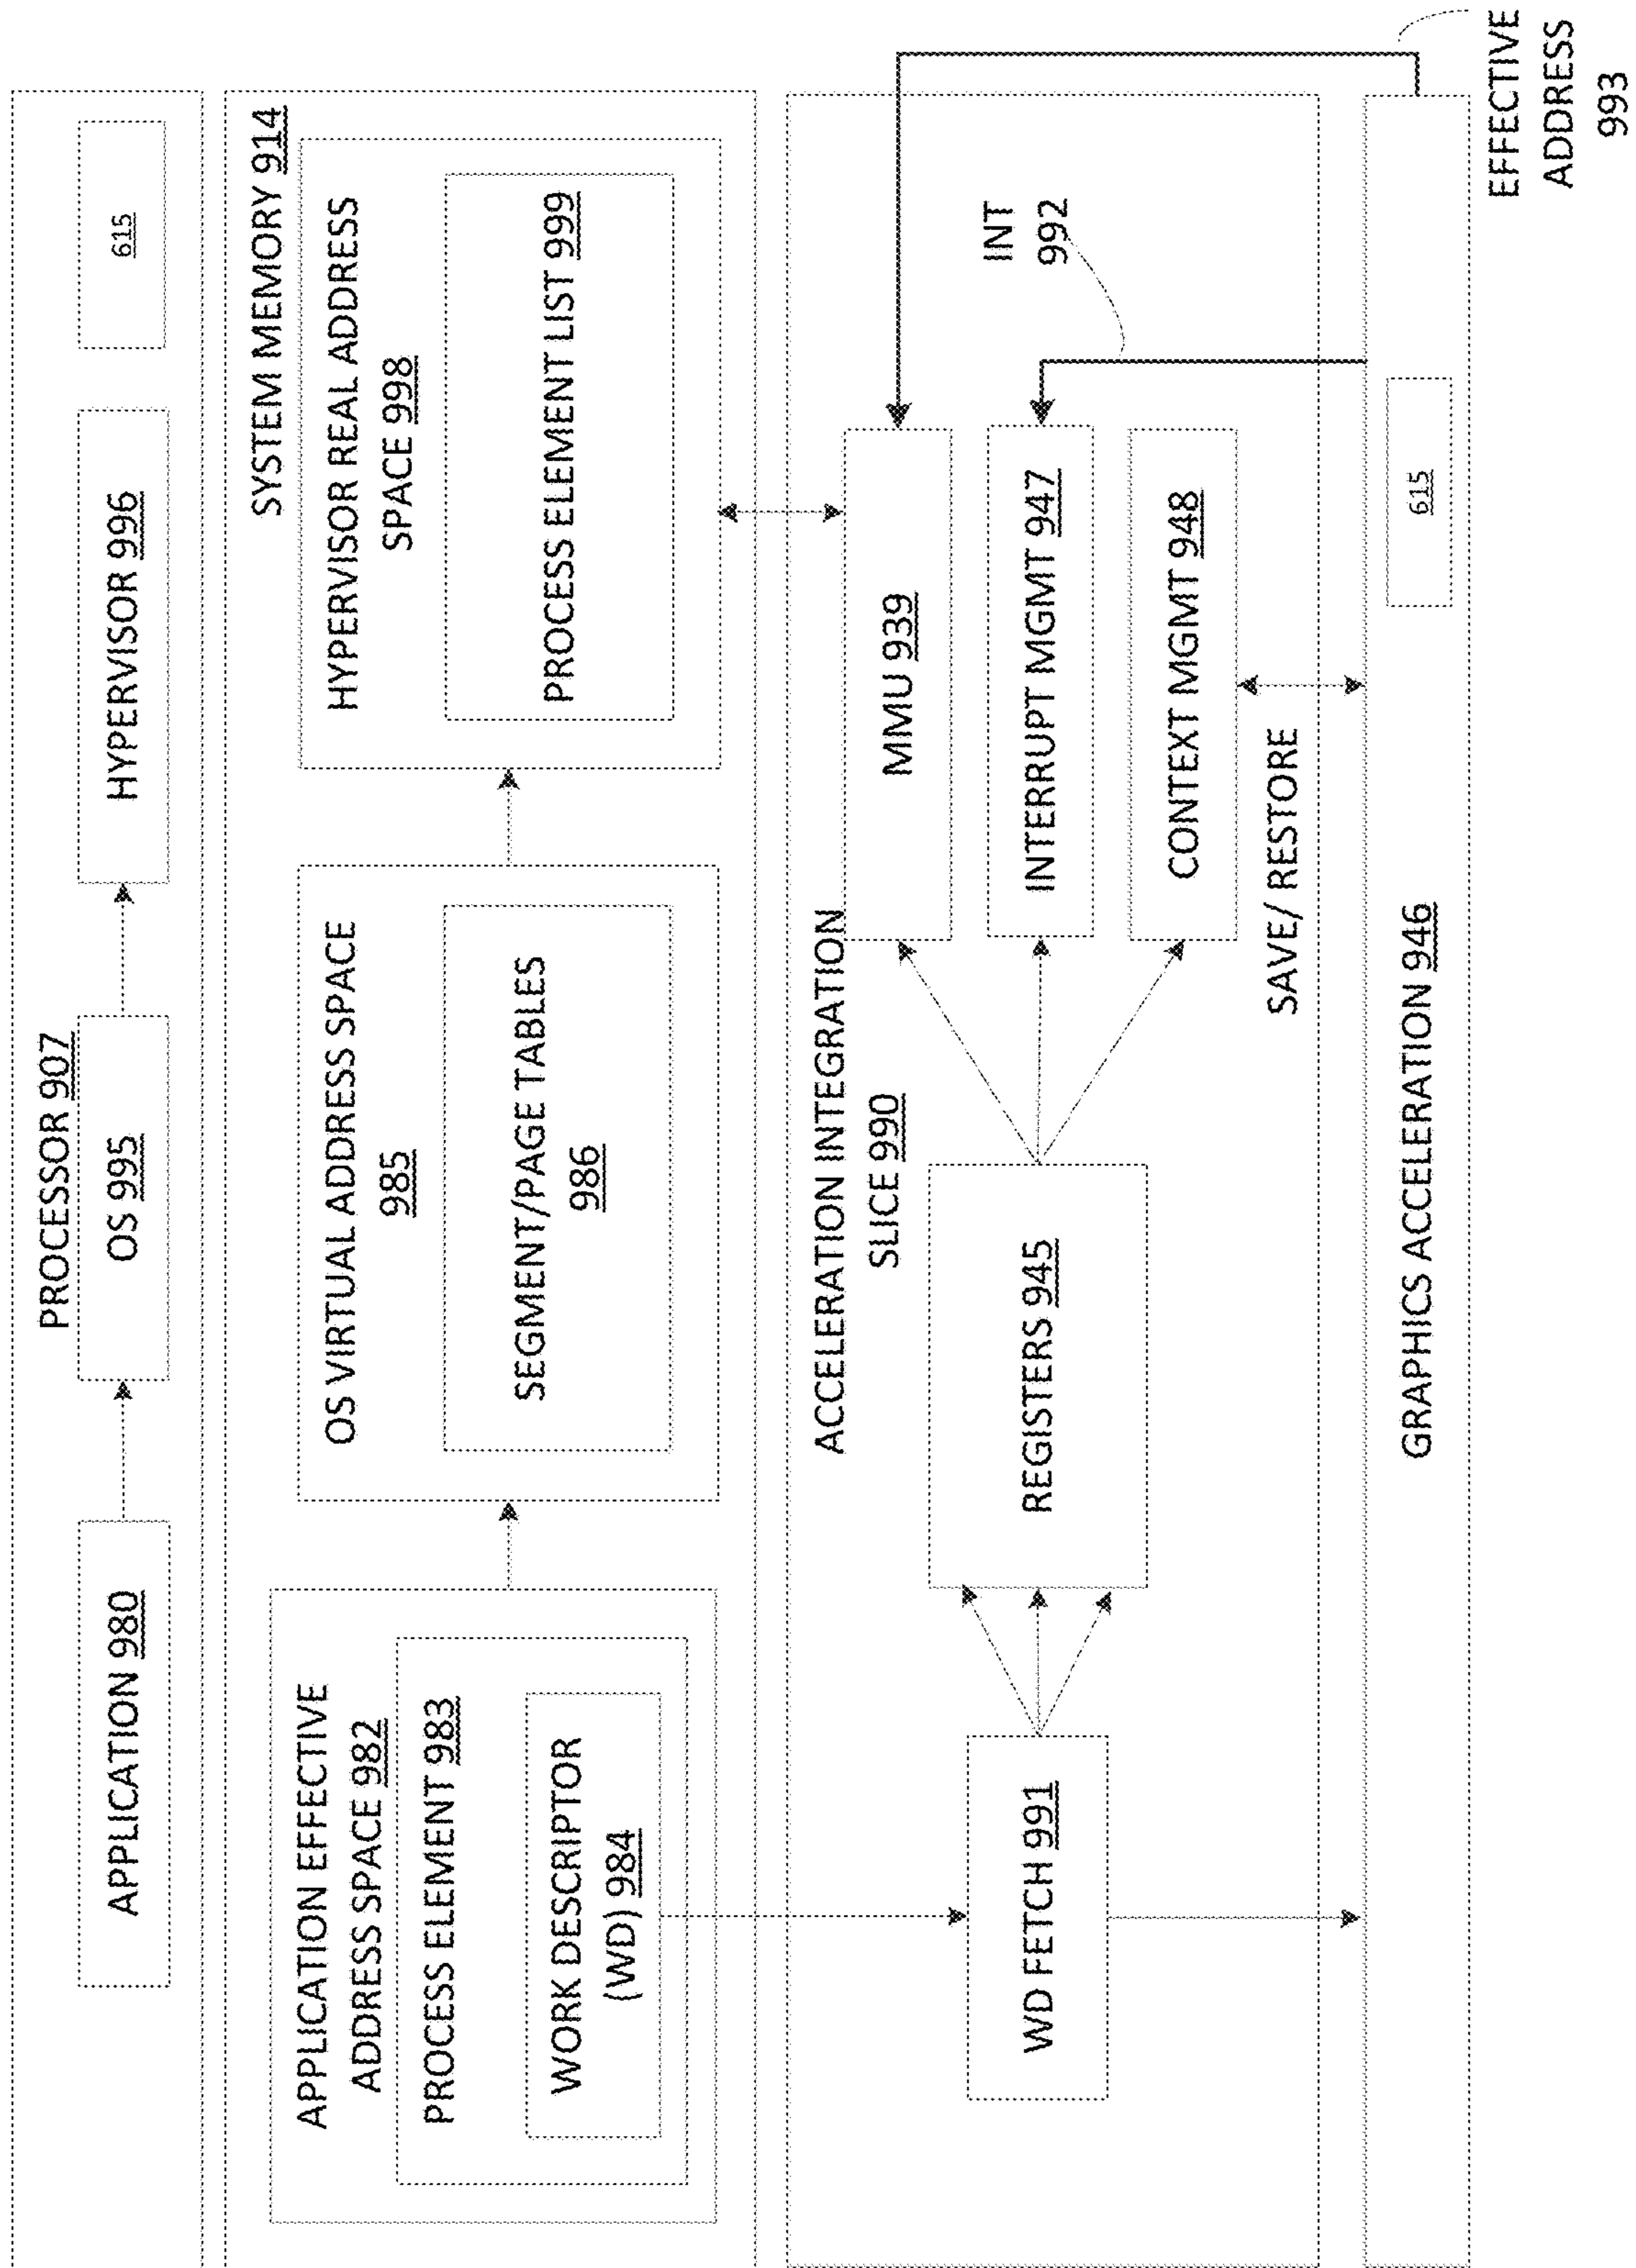 PROCESSOR 907
APPLICATION 980
OS 995
HYPERVISOR 996
615
SYSTEM MEMORY 914
APPLICATION EFFECTIVE
ADDRESS SPACE 982
PROCESS ELEMENT 983
WORK DESCRIPTOR
(WD) 984
OS VIRTUAL ADDRESS SPACE
985
SEGMENT/PAGE TABLES
986
HYPERVISOR REAL ADDRESS
SPACE 998
PROCESS ELEMENT LIST 999
ACCELERATION INTEGRATION
SLICE 990
WD FETCH 991
REGISTERS 945
MMU 939
INTERRUPT MGMT 947
CONTEXT MGMT 948
INT
992
SAVE/ RESTORE
GRAPHICS ACCELERATION 946
615
EFFECTIVE
ADDRESS
993